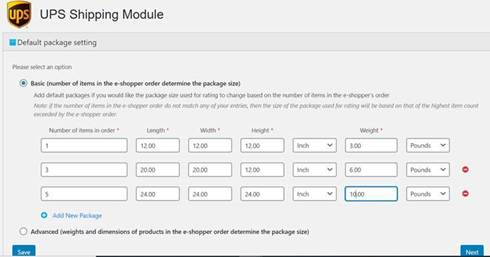 ups
UPS Shipping Module
Default package setting
Please select an option
Basic (number of items in the e-shopper order determine the package size)
Add default packages if you would like the package size used for rating to change based on the number of items in the e-shopper's order
Note: if the number of items in the e-shopper order do not match any of your entries, then the size of the package used for rating will be based on that of the highest item count
exceeded by the e-shopper order.
Number of items in order * Length * Width * Height * Weight *
1 12.00 12.00 12.00 Inch 3.00 Pounds
3 20.00 20.00 12.00 Inch 6.00 Pounds
5 24.00 24.00 24.00 Inch 10.00 Pounds
Add New Package
Advanced (weights and dimensions of products in the e-shopper order determine the package size)
Save Next